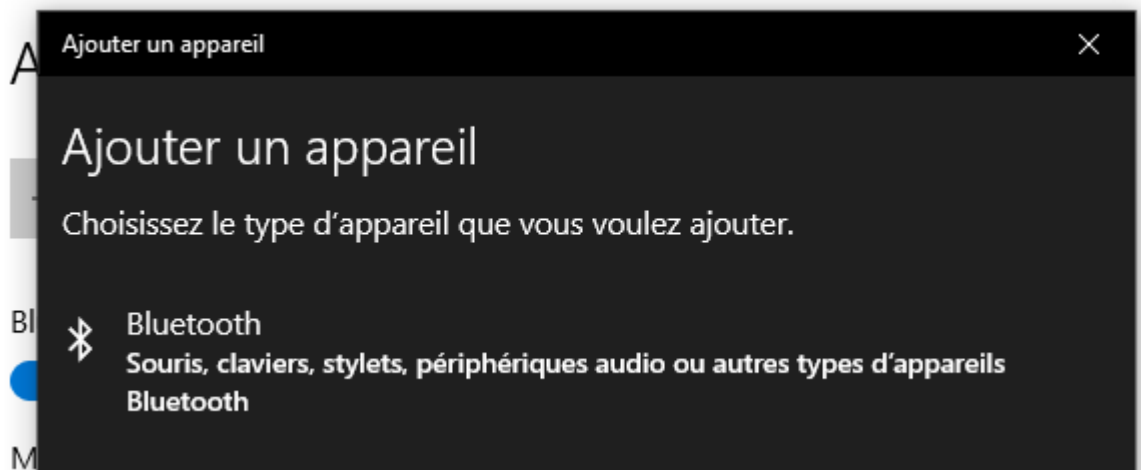 Ajouter un appareil
A
Ajouter un appareil
Choisissez le type d’appareil que vous voulez ajouter.
Bl
Bluetooth
Souris, claviers, stylets, périphériques audio ou autres types d’appareils
Bluetooth
M